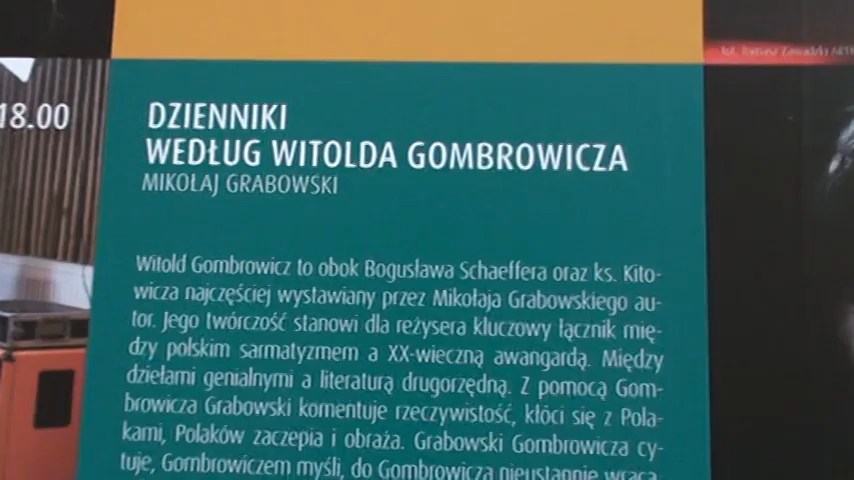 18.00
DZIENNIKI
WEDŁUG WITOLDA GOMBROWICZA
MIKOŁAJ GRABOWSKI
Witold Gombrowicz to obok Bogusława Schaeffera oraz ks. Kito-
wicza najczęściej wystawiany przez Mikołaja Grabowskiego au-
tor. Jego twórczość stanowi dla reżysera kluczowy łącznik mię-
dzy polskim sarmatyzmem a XX-wieczną awangardą. Między
dziełami genialnymi a literaturą drugorzędną. Z pomocą Gom-
browicza Grabowski komentuje rzeczywistość, kłóci się z Pola-
kami, Polaków zaczepia i obraża. Grabowski Gombrowicza cy-
tuje, Gombrowiczem myśli, do Gombrowicza nieustannie wraca.